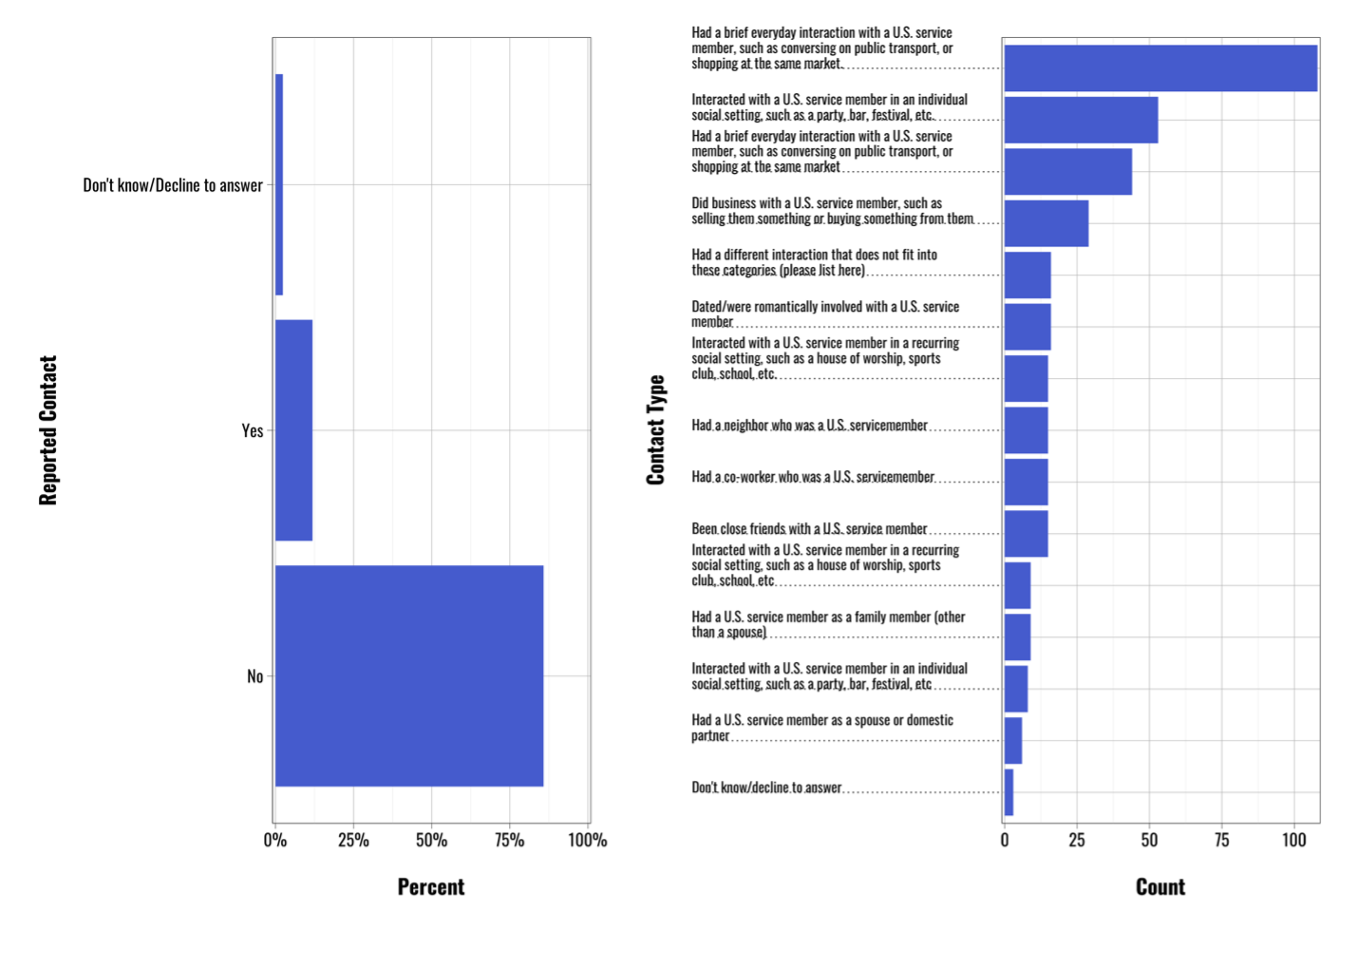 Reported Contact
Don't know/Decline to answer
Yes
No
0%
25%
50%
75%
100%
Percent
Contact Type
Had a brief everyday interaction with a U.S. service
member, such as conversing on public transport, or
shopping at the same market.
Interacted with a U.S. service member in an individual
social setting, such as a party, bar, festival, etc.
Had a brief everyday interaction with a U.S. service
member, such as conversing on public transport, or
shopping at the same market
Did business with a U.S. service member, such as
selling them something or buying something from them
Had a different interaction that does not fit into
these categories (please list here)
Dated/were romantically involved with a U.S. service
member
Interacted with a U.S. service member in a recurring
social setting, such as a house of worship, sports
club, school, etc.
Had a neighbor who was a U.S. servicemember
Had a co-worker who was a U.S. servicemember
Been close friends with a U.S. service member
Interacted with a U.S. service member in a recurring
social setting, such as a house of worship, sports
club, school, etc
Had a U.S. service member as a family member (other
than a spouse)
Interacted with a U.S. service member in an individual
social setting, such as a party, bar, festival, etc
Had a U.S. service member as a spouse or domestic
partner
Don't know/decline to answer
0
25
50
75
100
Count